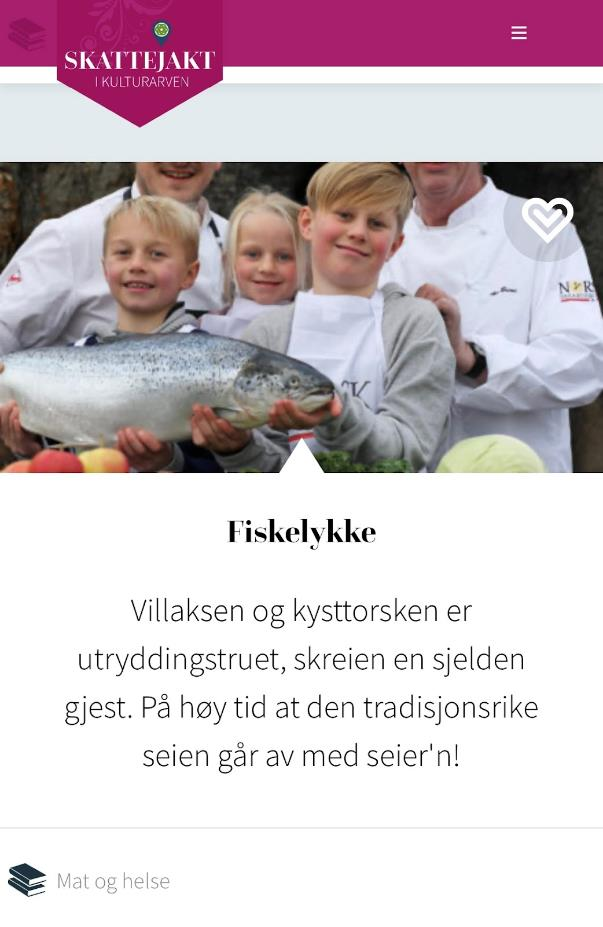 SKATTEJAKT
I KULTURARVEN
Fiskelykke
Villaksen og kysttorsken er
utryddingstruet, skreien en sjelden
gjest. På høy tid at den tradisjonsrike
seien går av med seier'n!
Mat og helse